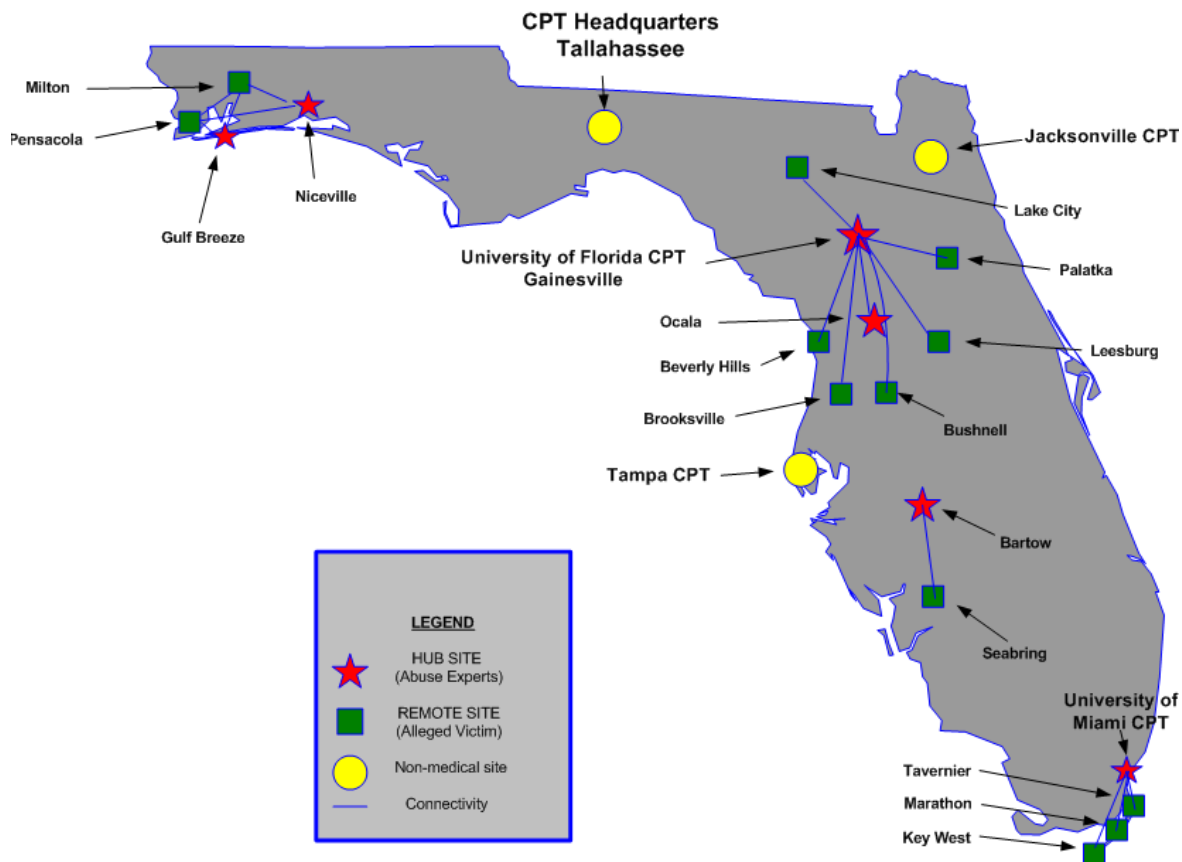 CPT Headquarters
Tallahassee
Milton
Pensacola
Niceville
Gulf Breeze
Jacksonville CPT
Lake City
University of Florida CPT
Gainesville
Palatka
Ocala
Beverly Hills
Leesburg
Brooksville
Bushnell
Tampa CPT
Bartow
Seabring
University of
Miami CPT
Tavernier
Marathon
Key West
LEGEND
HUB SITE
(Abuse Experts)
REMOTE SITE
(Alleged Victim)
Non-medical site
Connectivity